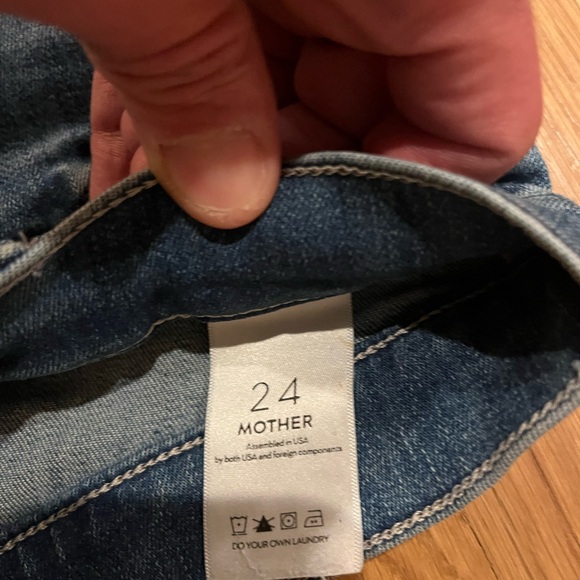 24
MOTHER
Assembled in USA
by both USA and foreign components
DO YOUR OWN LAUNDRY